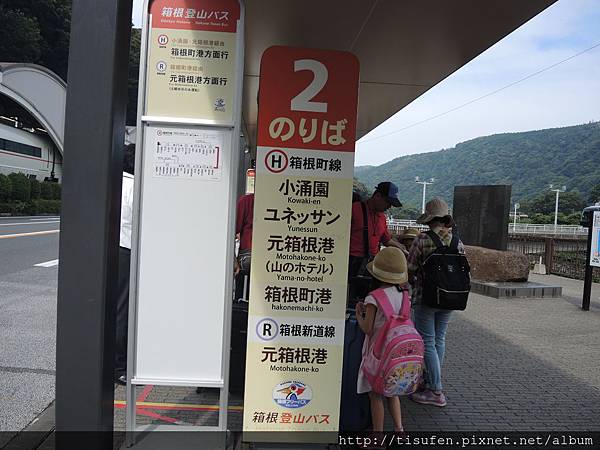 箱根登山バス
Ⓗ 小涌園・元箱根港経由
箱根町港方面行
箱根町港経由
Ⓡ 元箱根港方面行
2
のりば
Ⓗ 箱根町線
小涌園
Kowaki-en
ユネッサン
Yunessun
元箱根港
Motohakone-ko
(山のホテル)
Yama-no-hotel
箱根町港
hakonemachi-ko
Ⓡ 箱根新道線
元箱根港
Motohakone-ko
箱根登山バス
http://tisufen.pixnet.net/album